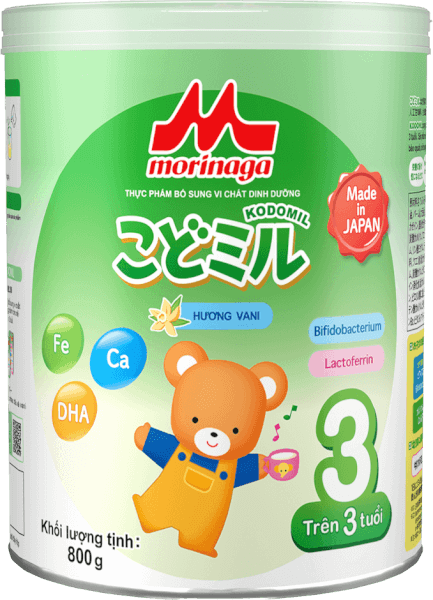 morinaga
THỰC PHẨM BỔ SUNG VI CHẤT DINH DƯỠNG
KODOMIL
こどミル
HƯƠNG VANI
Made
in
JAPAN
Bifidobacterium
Lactoferrin
Fe
Ca
DHA
3
Trên 3 tuổi
Khối lượng tịnh:
800g